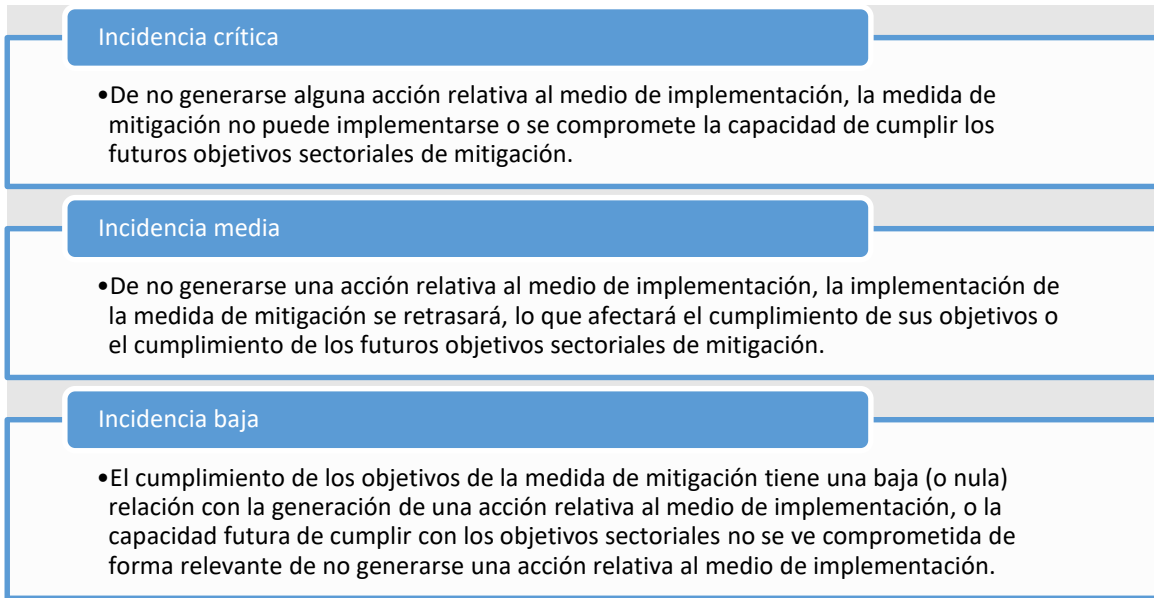 Incidencia crítica
•De no generarse alguna acción relativa al medio de implementación, la medida de
mitigación no puede implementarse o se compromete la capacidad de cumplir los
futuros objetivos sectoriales de mitigación.
Incidencia media
•De no generarse una acción relativa al medio de implementación, la implementación de
la medida de mitigación se retrasará, lo que afectará el cumplimiento de sus objetivos o
el cumplimiento de los futuros objetivos sectoriales de mitigación.
Incidencia baja
•El cumplimiento de los objetivos de la medida de mitigación tiene una baja (o nula)
relación con la generación de una acción relativa al medio de implementación, o la
capacidad futura de cumplir con los objetivos sectoriales no se ve comprometida de
forma relevante de no generarse una acción relativa al medio de implementación.